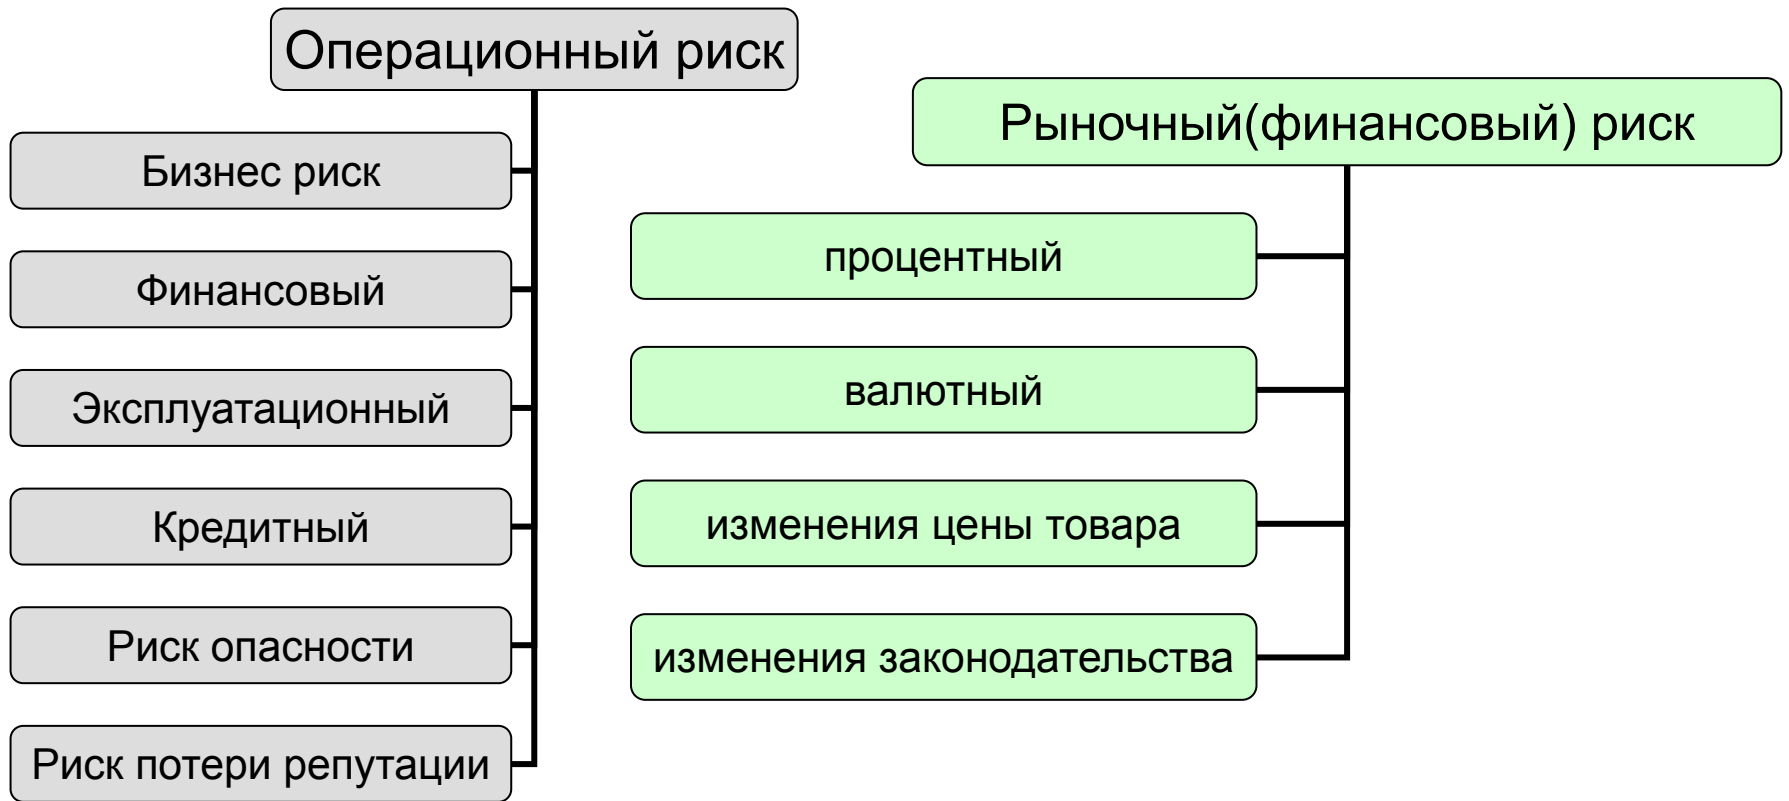 Операционный риск
Бизнес риск
Финансовый
Эксплуатационный
Кредитный
Риск опасности
Риск потери репутации
Рыночный(финансовый) риск
процентный
валютный
изменения цены товара
изменения законодательства